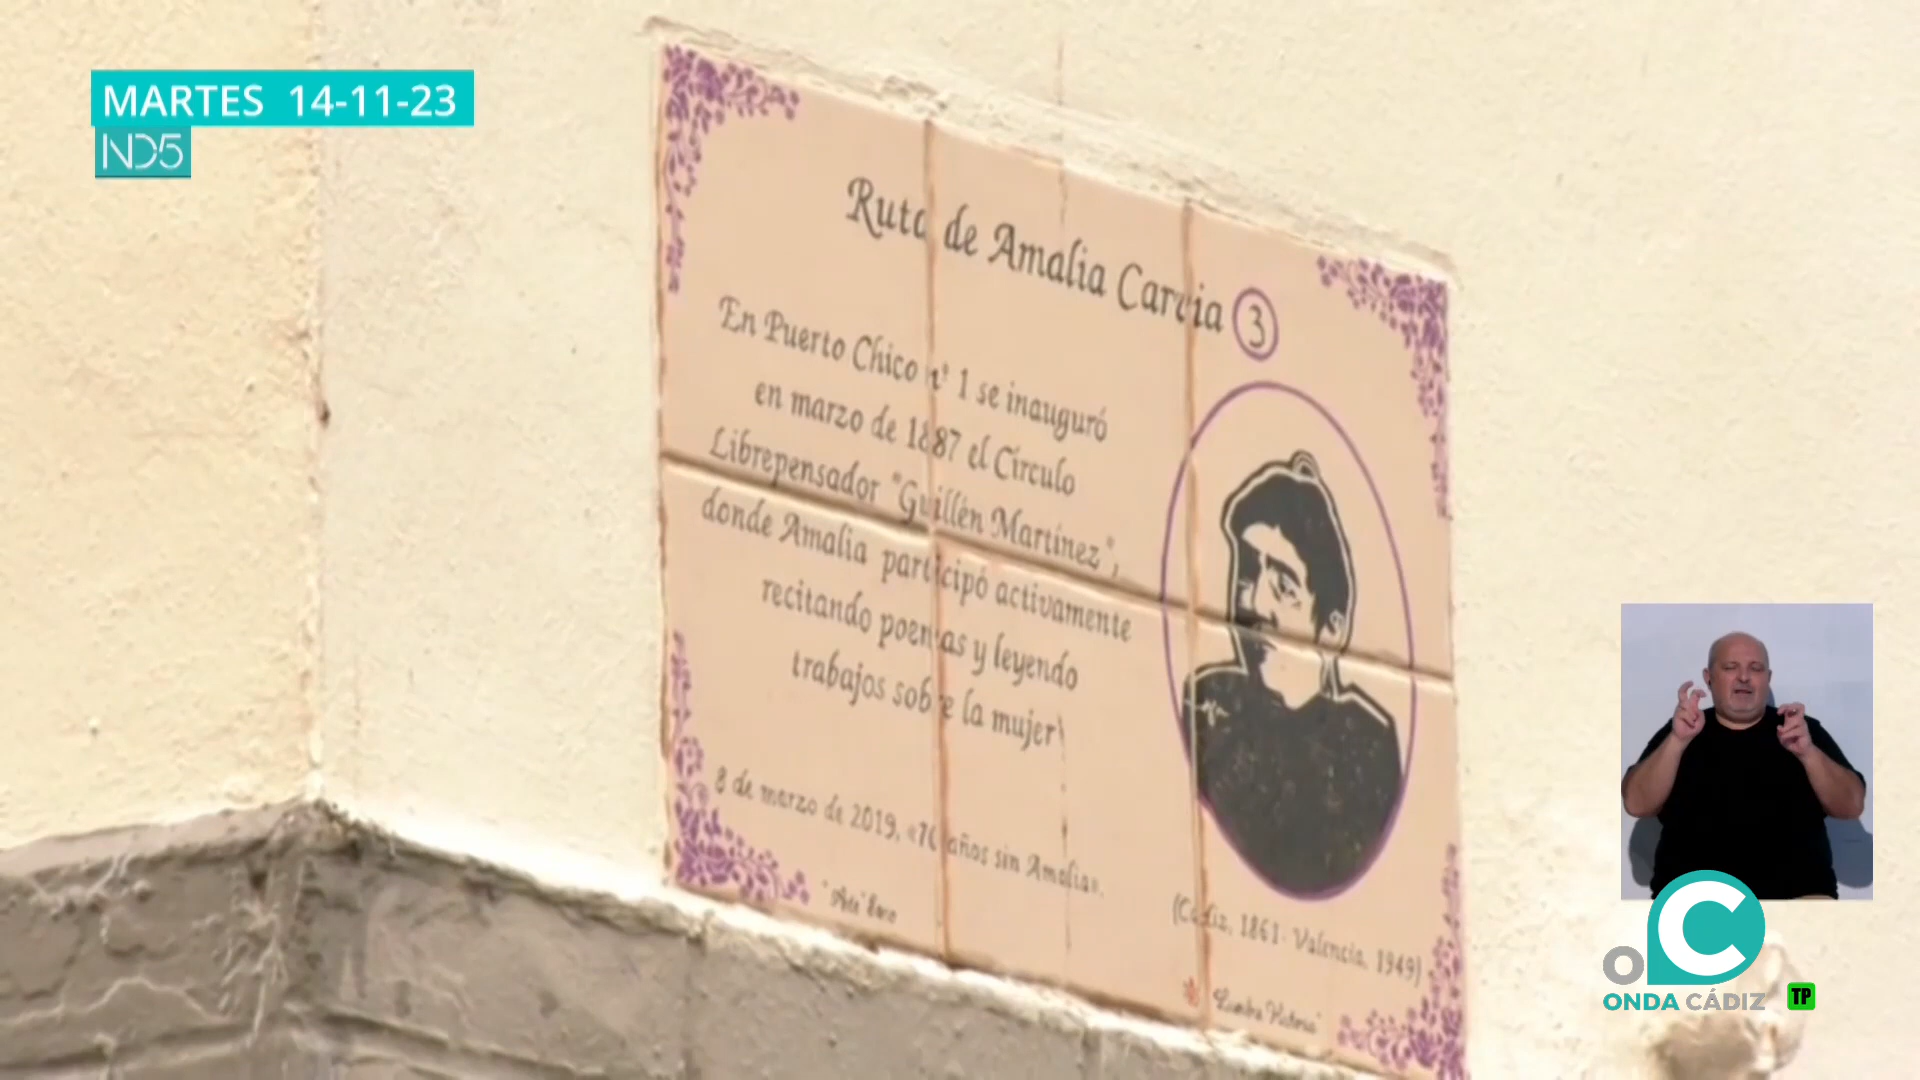 MARTES 14-11-23
ND5
Ruta de Amalia Carvia 3
En Puerto Chico nº 1 se inauguró
en marzo de 1887 el Círculo
Librepensador "Guillén Martínez",
donde Amalia participó activamente
recitando poemas y leyendo
trabajos sobre la mujer
8 de marzo de 2019, «70 años sin Amalia».
(Cádiz, 1861- Valencia, 1949)
C
O
ONDA CÁDIZ
TP